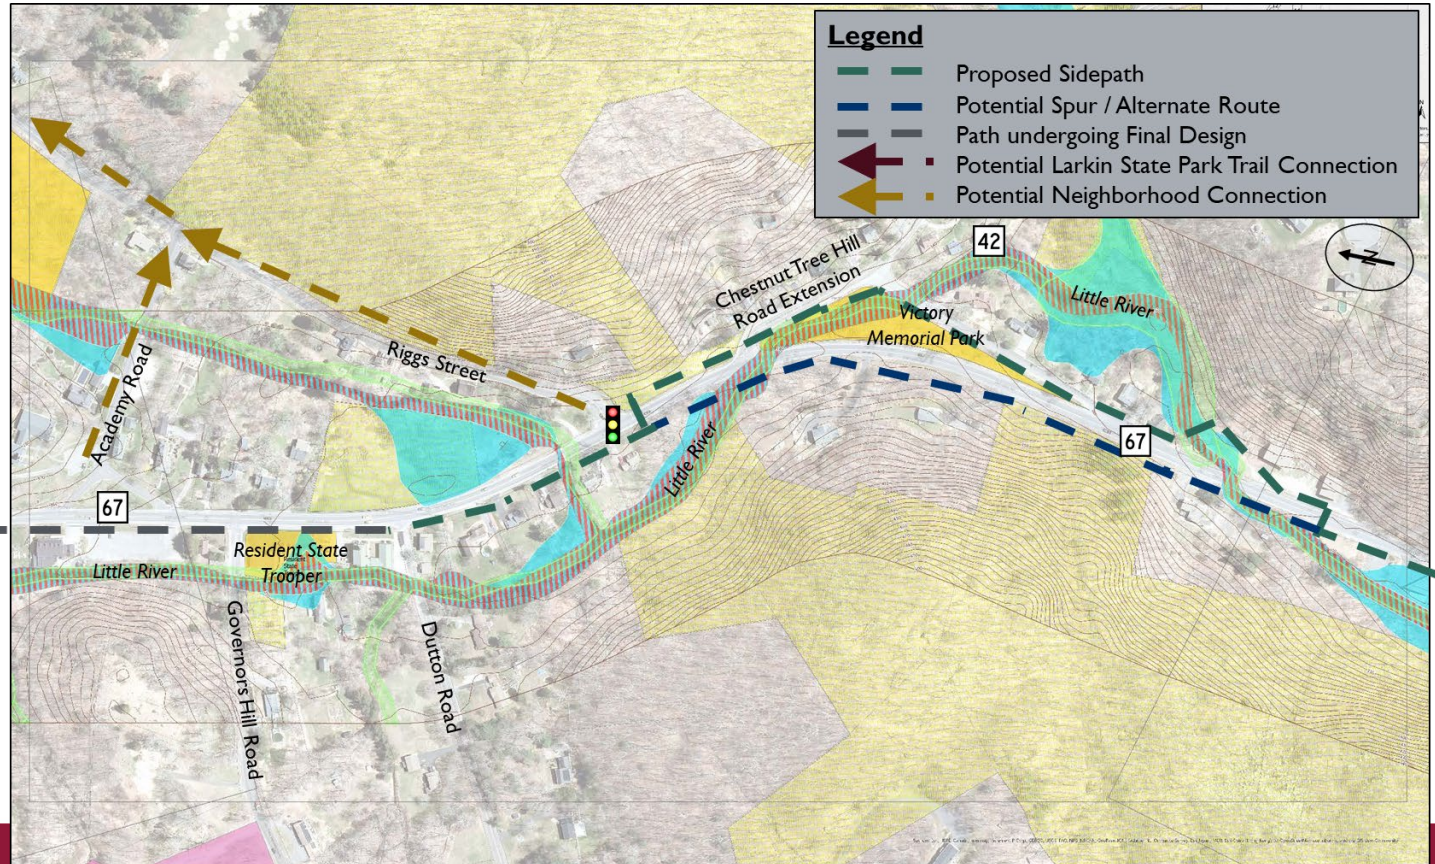 Legend
Proposed Sidepath
Potential Spur / Alternate Route
Path undergoing Final Design
Potential Larkin State Park Trail Connection
Potential Neighborhood Connection
N
42
Chestnut Tree Hill
Road Extension
Little River
Victory
Memorial Park
Riggs Street
Academy Road
67
67
Little River
Resident State
Trooper
Little River
Governors Hill Road
Dutton Road